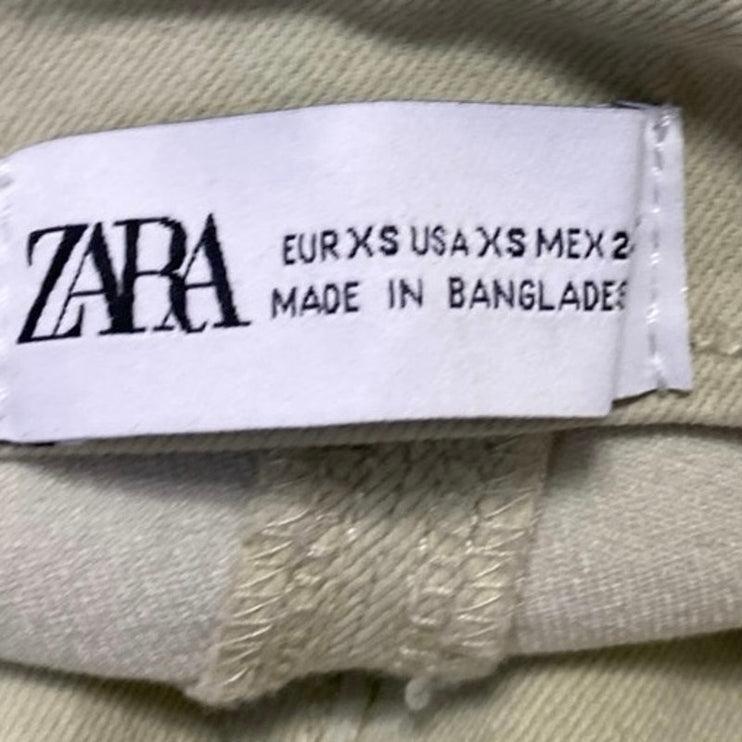 ZARA
EUR XS USA XS MEX 2
MADE IN BANGLADES